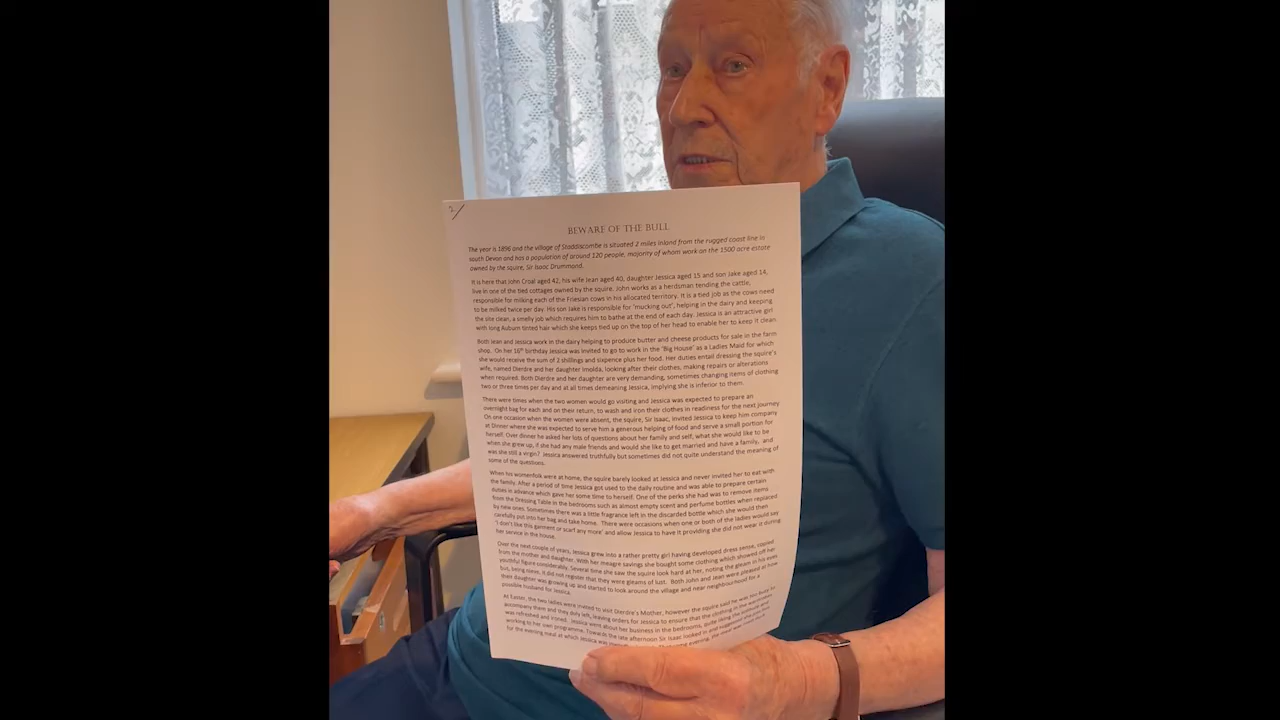 2
BEWARE OF THE BULL
The year is 1896 and the village of Staddiscombe is situated 2 miles inland from the rugged coast line in
south Devon and has a population of around 120 people, majority of whom work on the 1500 acre estate
owned by the squire, Sir Isaac Drummond.
It is here that John Croal aged 42, his wife Jean aged 40, daughter Jessica aged 15 and son Jake aged 14,
live in one of the tied cottages owned by the squire. John works as a herdsman tending the cattle,
responsible for milking each of the Friesian cows in his allocated territory. It is a tied job as the cows need
to be milked twice per day. His son Jake is responsible for 'mucking out', helping in the dairy and keeping
the site clean, a smelly job which requires him to bathe at the end of each day. Jessica is an attractive girl
with long Auburn tinted hair which she keeps tied up on the top of her head to enable her to keep it clean.
Both Jean and Jessica work in the dairy helping to produce butter and cheese products for sale in the farm
shop. On her 16th birthday Jessica was invited to go to work in the 'Big House' as a Ladies Maid for which
she would receive the sum of 2 shillings and sixpence plus her food. Her duties entail dressing the squire's
wife, named Dierdre and her daughter Imolda, looking after their clothes, making repairs or alterations
when required. Both Dierdre and her daughter are very demanding, sometimes changing items of clothing
two or three times per day and at all times demeaning Jessica, implying she is inferior to them.
There were times when the two women would go visiting and Jessica was expected to prepare an
overnight bag for each and on their return, to wash and iron their clothes in readiness for the next journey
On one occasion when the women were absent, the squire, Sir Isaac, invited Jessica to keep him company
at Dinner where she was expected to serve him a generous helping of food and serve a small portion for
herself. Over dinner he asked her lots of questions about her family and self, what she would like to be
when she grew up, if she had any male friends and would she like to get married and have a family, and
was she still a virgin? Jessica answered truthfully but sometimes did not quite understand the meaning of
some of the questions.
When his womenfolk were at home, the squire barely looked at Jessica and never invited her to eat with
the family. After a period of time Jessica got used to the daily routine and was able to prepare certain
duties in advance which gave her some time to herself. One of the perks she had was to remove items
from the Dressing Table in the bedrooms such as almost empty scent and perfume bottles when replaced
by new ones. Sometimes there was a little fragrance left in the discarded bottle which she would then
carefully put into her bag and take home. There were occasions when one or both of the ladies would say
'I don't like this garment or scarf any more' and allow Jessica to have it providing she did not wear it during
her service in the house.
Over the next couple of years, Jessica grew into a rather pretty girl having developed dress sense, copied
from the mother and daughter. With her meagre savings she bought some clothing which showed off her
youthful figure considerably. Several time she saw the squire look hard at her, noting the gleam in his eyes
but, being nieve, it did not register that they were gleams of lust. Both John and Jean were pleased at how
their daughter was growing up and started to look around the village and near neighbourhood for a
possible husband for Jessica.
At Easter, the two ladies were invited to visit Dierdre's Mother, however the squire said he was too busy to
accompany them and they duly left, leaving orders for Jessica to ensure that the clothing in the wardrobes
was refreshed and ironed. Jessica went about her business in the bedrooms, quite liking the solitude and
working to her own programme. Towards the late afternoon Sir Isaac looked in and suggested she join him
for the evening meal at which Jessica was